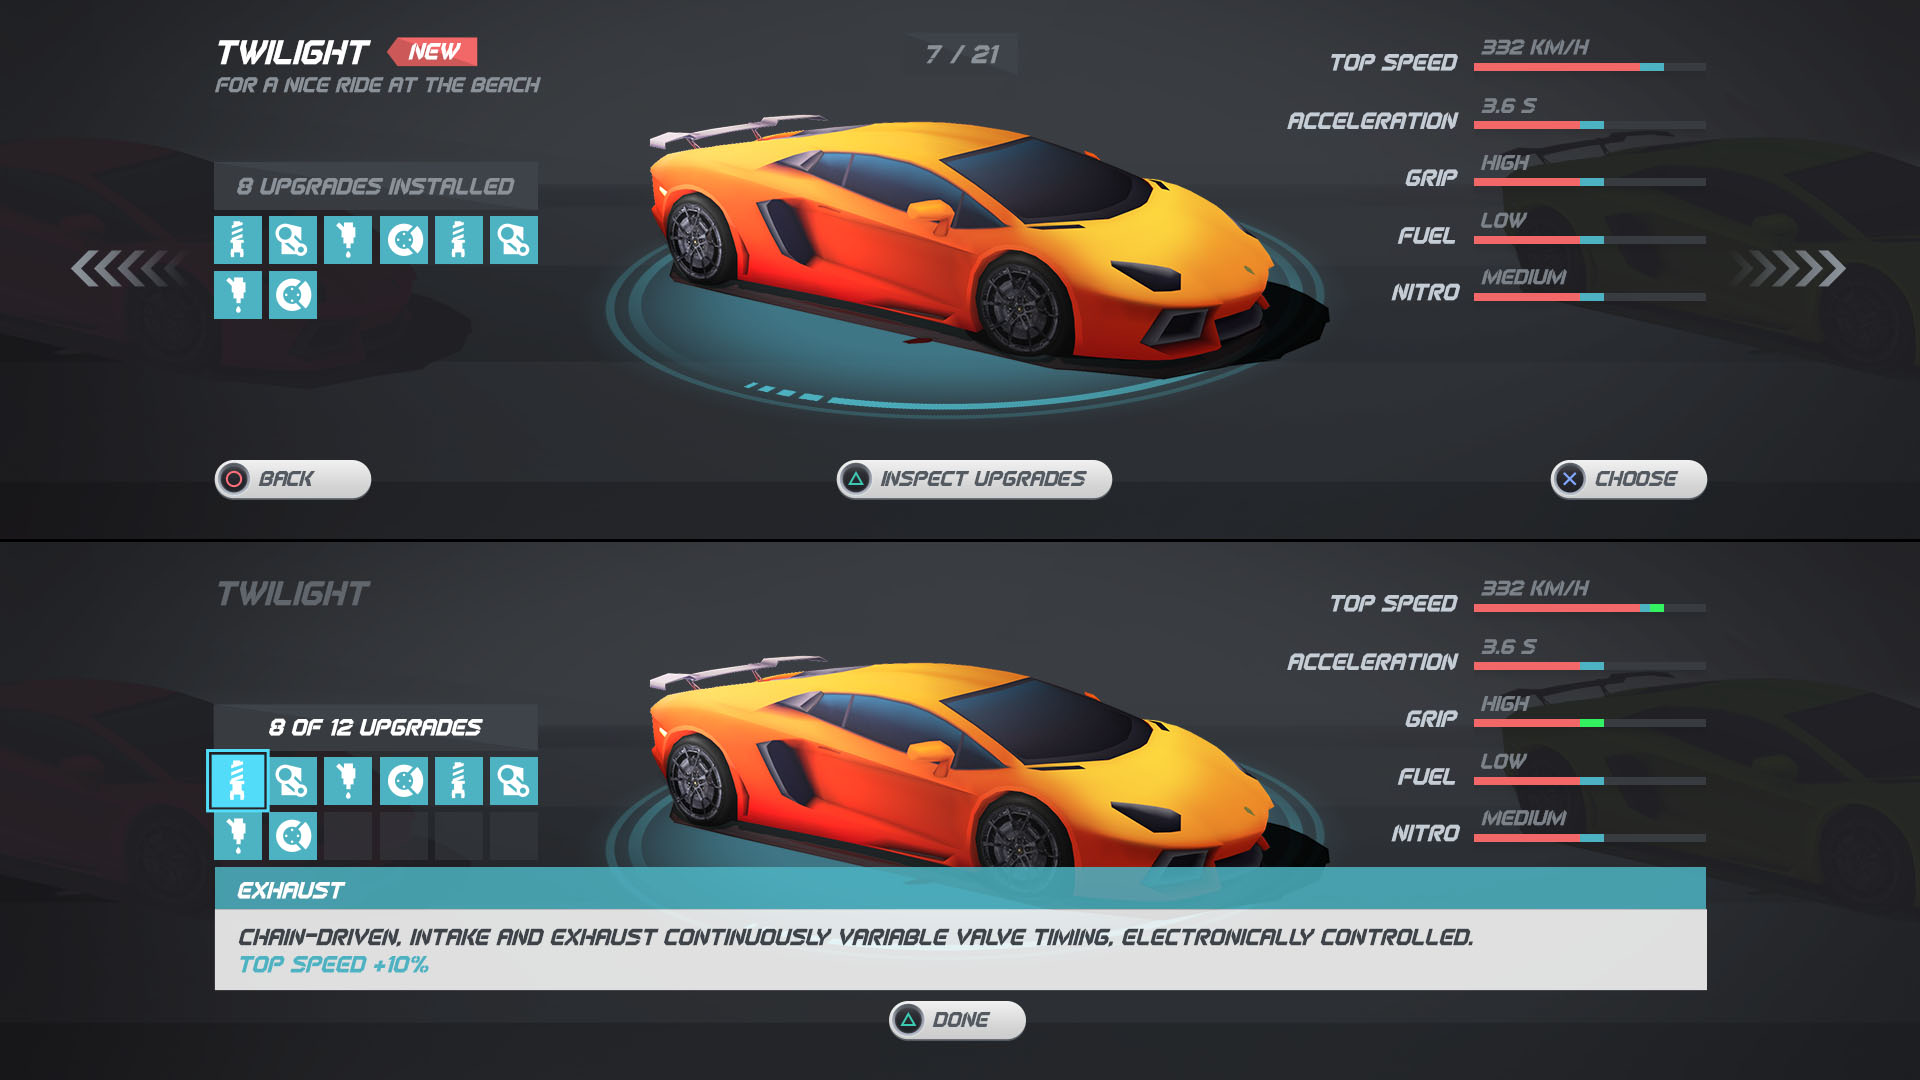 TWILIGHT NEW
FOR A NICE RIDE AT THE BEACH
7 / 21
8 UPGRADES INSTALLED
TOP SPEED 332 KM/H
ACCELERATION 3.6 S
GRIP HIGH
FUEL LOW
NITRO MEDIUM
BACK
INSPECT UPGRADES
CHOOSE
TWILIGHT
8 OF 12 UPGRADES
TOP SPEED 332 KM/H
ACCELERATION 3.6 S
GRIP HIGH
FUEL LOW
NITRO MEDIUM
EXHAUST
CHAIN-DRIVEN, INTAKE AND EXHAUST CONTINUOUSLY VARIABLE VALVE TIMING, ELECTRONICALLY CONTROLLED.
TOP SPEED +10%
DONE